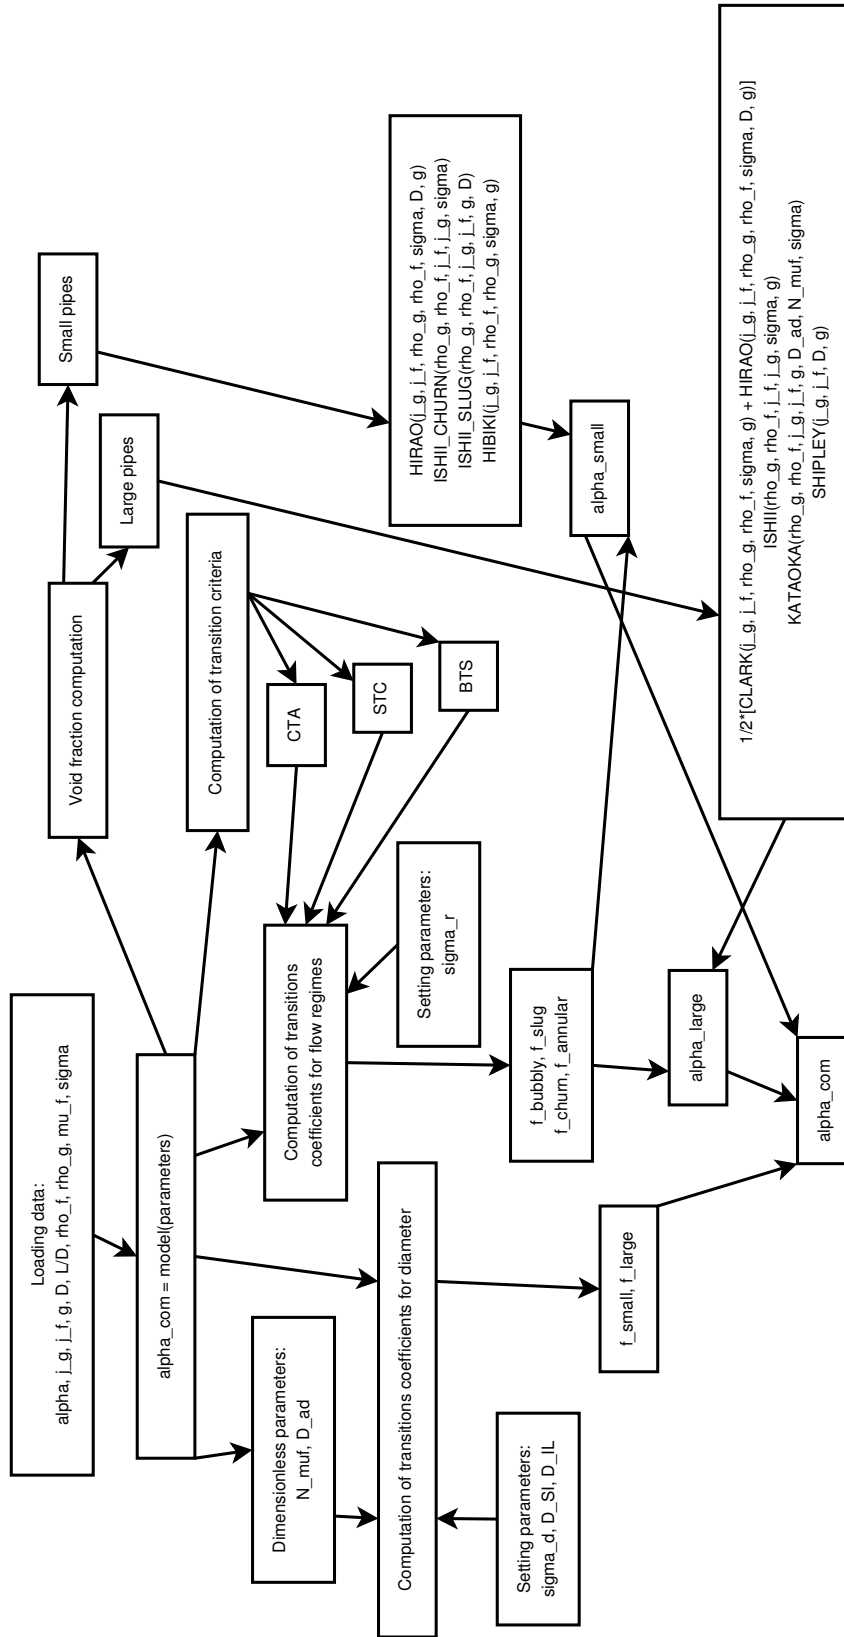 Loading data:
alpha, j_g, j_f, g, D, L/D, rho_f, rho_g, mu_f, sigma
alpha_com = model(parameters)
Void fraction computation
Small pipes
Large pipes
Computation of transition criteria
Dimensionless parameters:
N_muf, D_ad
Computation of transitions
coefficients for flow regimes
CTA
STC
BTS
Computation of transitions coefficients for diameter
Setting parameters:
sigma_r
HIRAO(j_g, j_f, rho_g, rho_f, sigma, D, g)
ISHII_CHURN(rho_g, rho_f, j_f, j_g, sigma)
ISHII_SLUG(rho_g, rho_f, j_g, j_f, g, D)
HIBIKI(j_g, j_f, rho_f, rho_g, sigma, g)
Setting parameters:
sigma_d, D_SI, D_IL
f_bubbly, f_slug
f_churn, f_annular
alpha_small
f_small, f_large
alpha_large
1/2*[CLARK(j_g, j_f, rho_g, rho_f, sigma, g) + HIRAO(j_g, j_f, rho_g, rho_f, sigma, D, g)]
ISHII(rho_g, rho_f, j_f, j_g, sigma, g)
KATAOKA(rho_g, rho_f, j_g, j_f, g, D_ad, N_muf, sigma)
SHIPLEY(j_g, j_f, D, g)
alpha_com